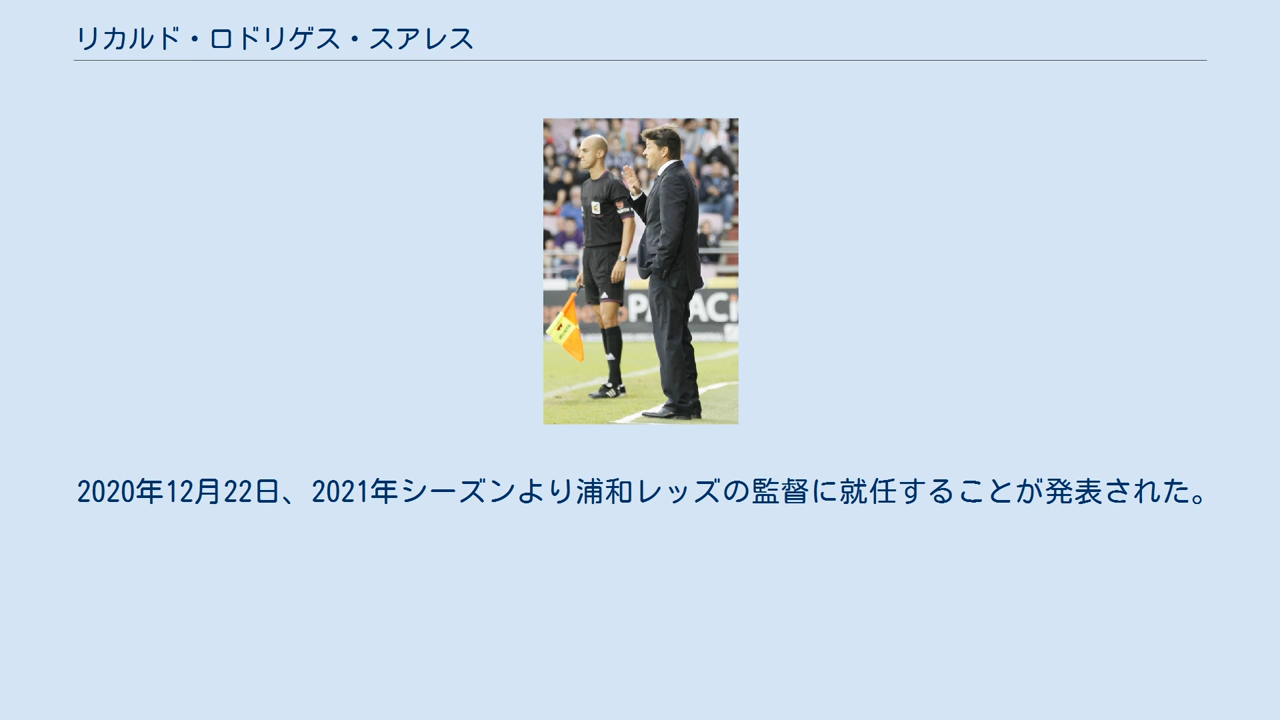 リカルド・ロドリゲス・スアレス
2020年12月22日、2021年シーズンより浦和レッズの監督に就任することが発表された。